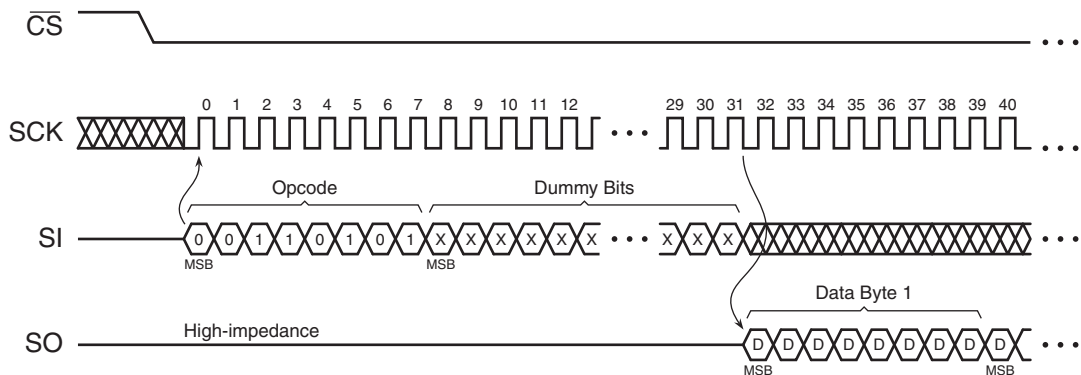 CS
SCK
0 1 2 3 4 5 6 7 8 9 10 11 12 29 30 31 32 33 34 35 36 37 38 39 40
Opcode Dummy Bits
SI
0 0 1 1 0 1 0 1 X X X X X X X X X
MSB MSB
Data Byte 1
SO
High-impedance
D D D D D D D D D
MSB MSB